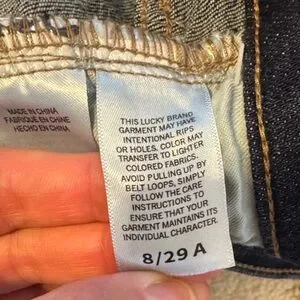 MADE IN CHINA
FABRIQUÉ EN CHINE
HECHO EN CHINA
THIS LUCKY BRAND
GARMENT MAY HAVE
INTENTIONAL RIPS
OR HOLES. COLOR MAY
TRANSFER TO LIGHTER
COLORED FABRICS.
AVOID PULLING UP BY
BELT LOOPS, SIMPLY
FOLLOW THE CARE
INSTRUCTIONS TO
ENSURE THAT YOUR
GARMENT MAINTAINS ITS
INDIVIDUAL CHARACTER.
8/29 A